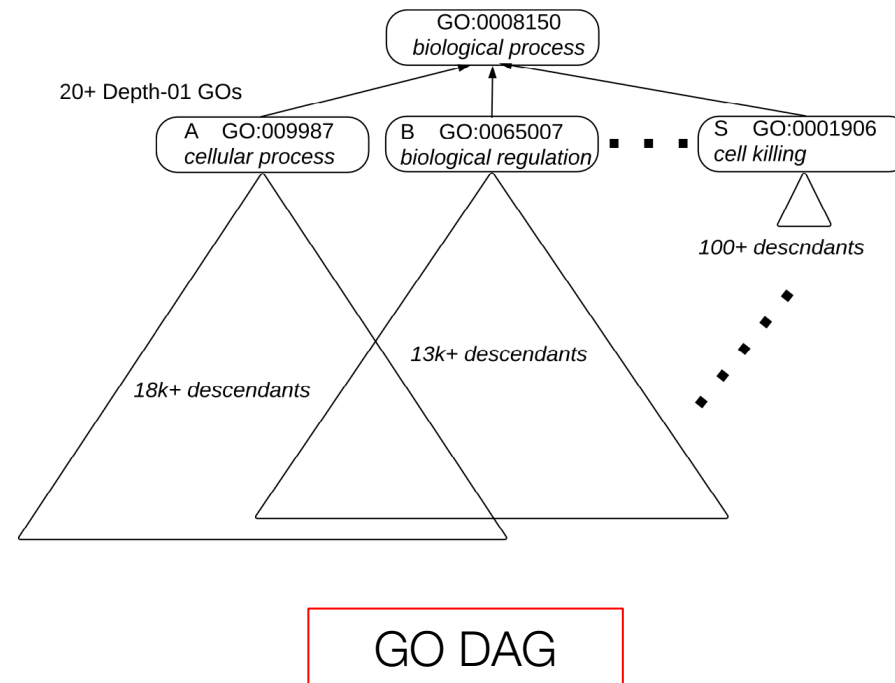 GO:0008150
biological process
20+ Depth-01 GOs
A GO:009987
cellular process
B GO:0065007
biological regulation
S GO:0001906
cell killing
100+ descndants
13k+ descendants
18k+ descendants
GO DAG